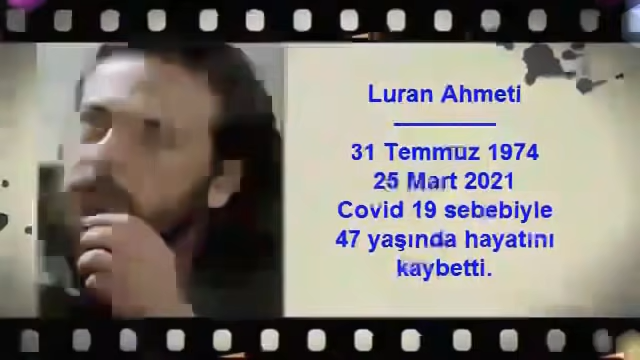 Luran Ahmeti
31 Temmuz 1974
25 Mart 2021
Covid 19 sebebiyle
47 yaşında hayatını
kaybetti.